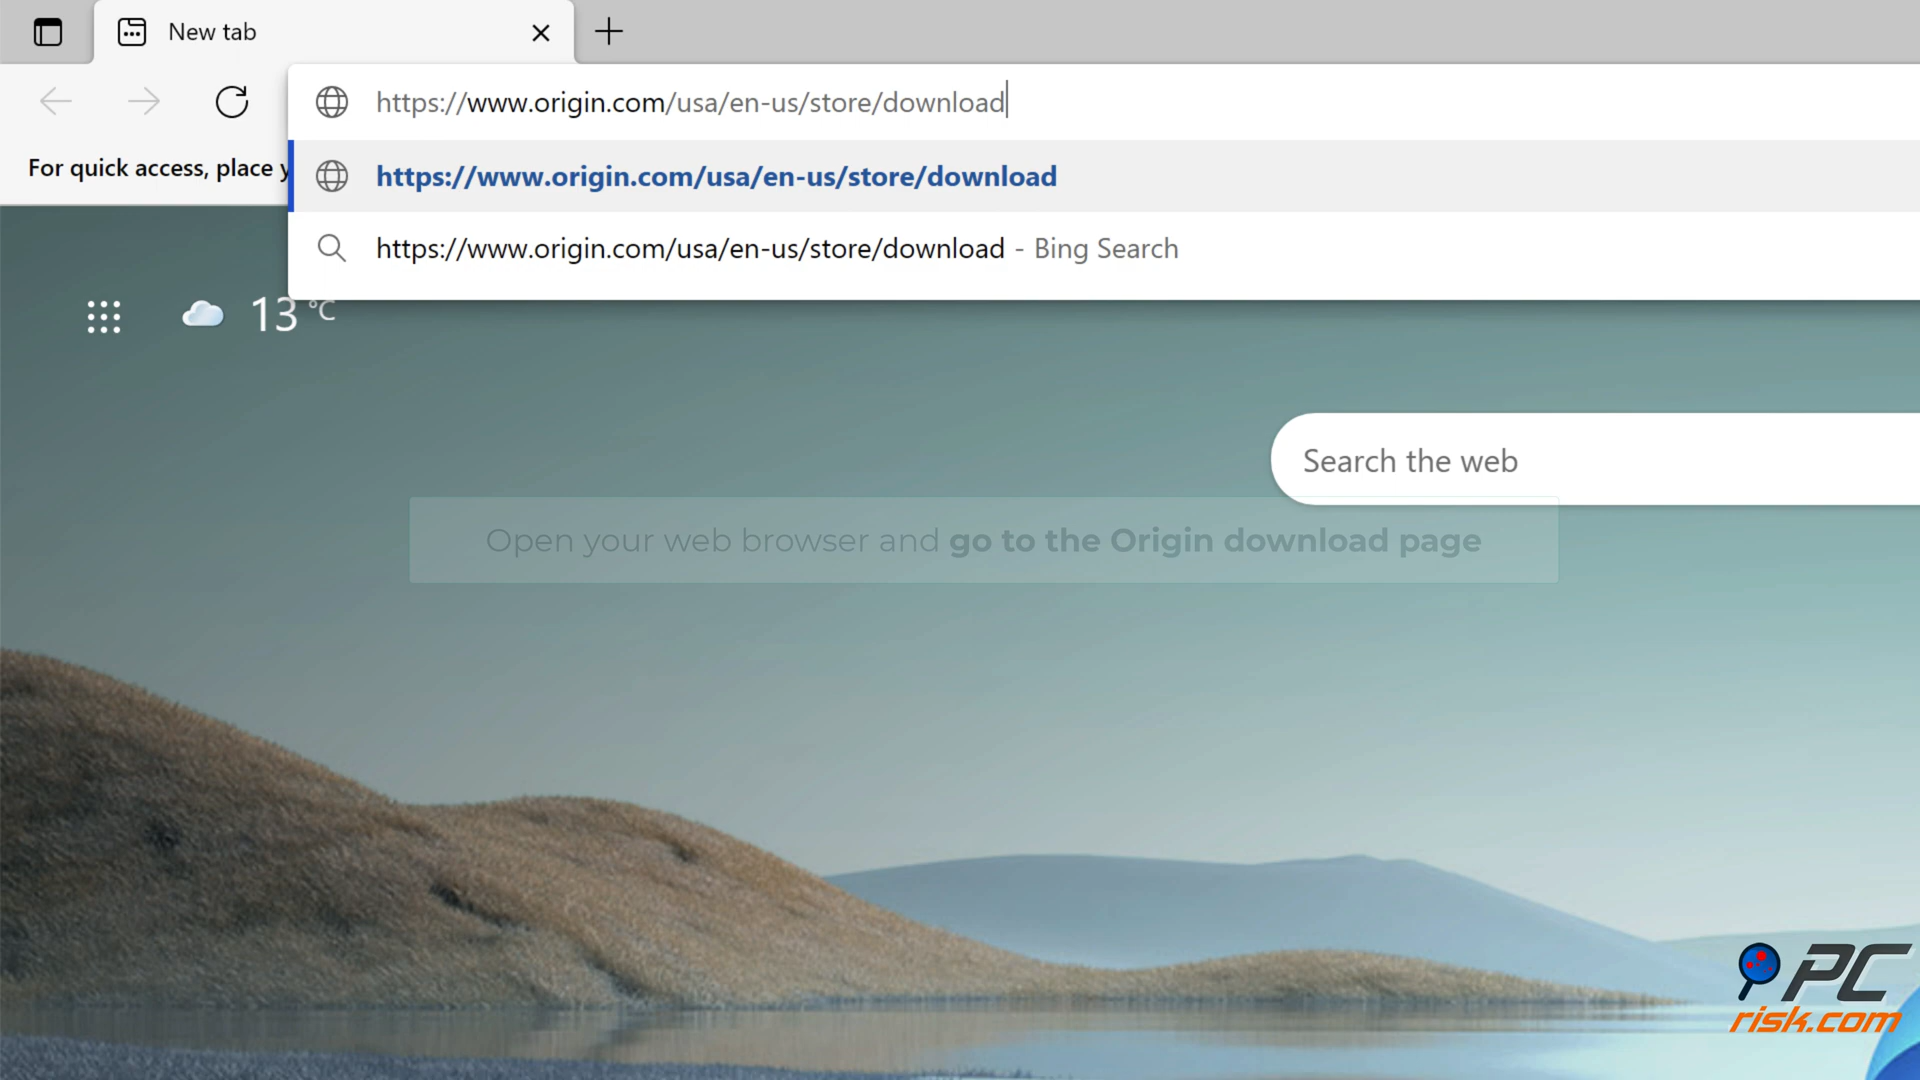 New tab
https://www.origin.com/usa/en-us/store/download
For quick access, place y
https://www.origin.com/usa/en-us/store/download
https://www.origin.com/usa/en-us/store/download - Bing Search
13 °C
Search the web
Open your web browser and go to the Origin download page
PC
risk.com